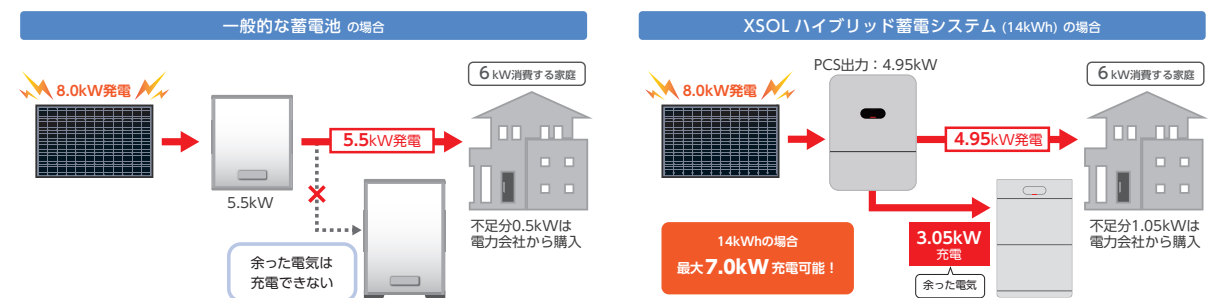 一般的な蓄電池 の場合
8.0kW発電
5.5kW
5.5kW発電
6 kW消費する家庭
不足分0.5kWは
電力会社から購入
余った電気は
充電できない
XSOL ハイブリッド蓄電システム (14kWh) の場合
PCS出力：4.95kW
8.0kW発電
4.95kW発電
6 kW消費する家庭
不足分1.05kWは
電力会社から購入
14kWhの場合
最大7.0kW 充電可能！
3.05kW
充電
余った電気